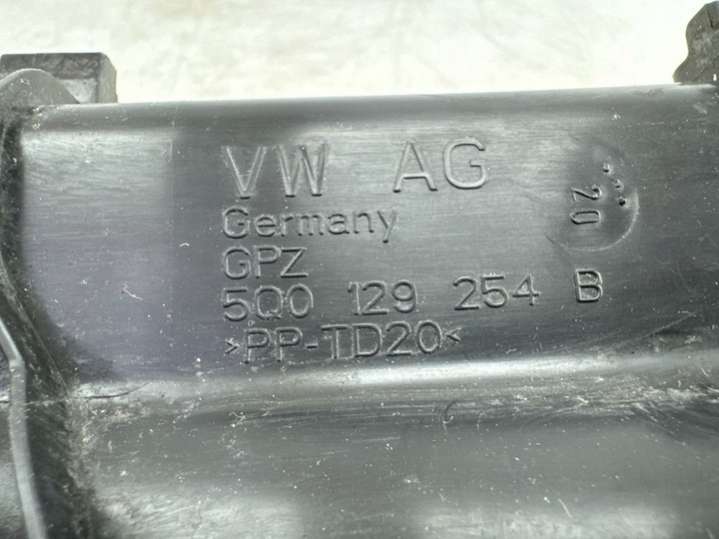 VW AG
Germany
GPZ
5Q0 129 254 B
>PP-TD20<
20